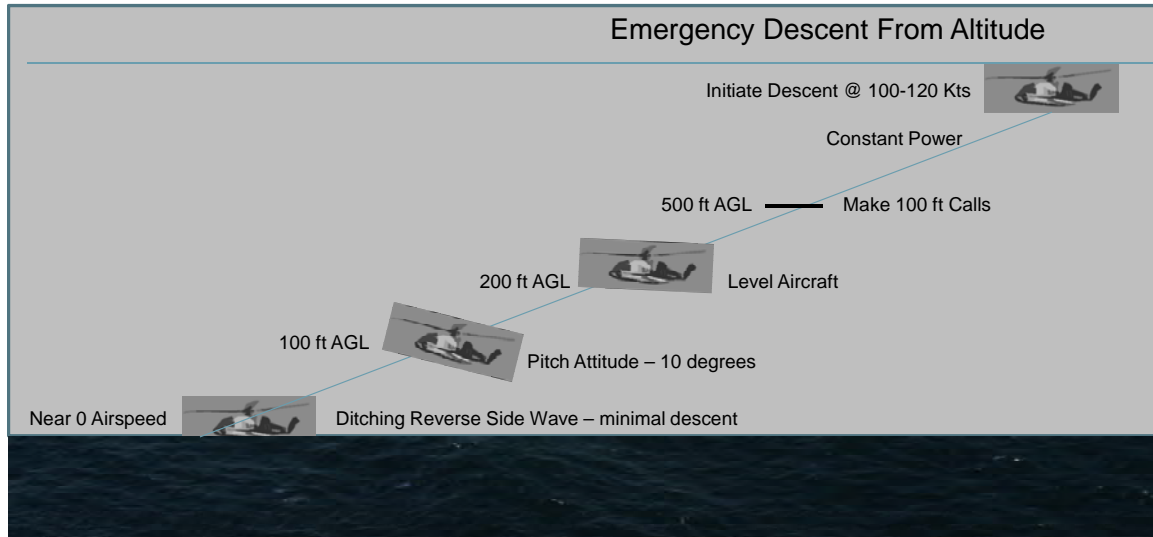 Emergency Descent From Altitude
Initiate Descent @ 100-120 Kts
Constant Power
500 ft AGL
Make 100 ft Calls
200 ft AGL
Level Aircraft
100 ft AGL
Pitch Attitude – 10 degrees
Near 0 Airspeed
Ditching Reverse Side Wave – minimal descent